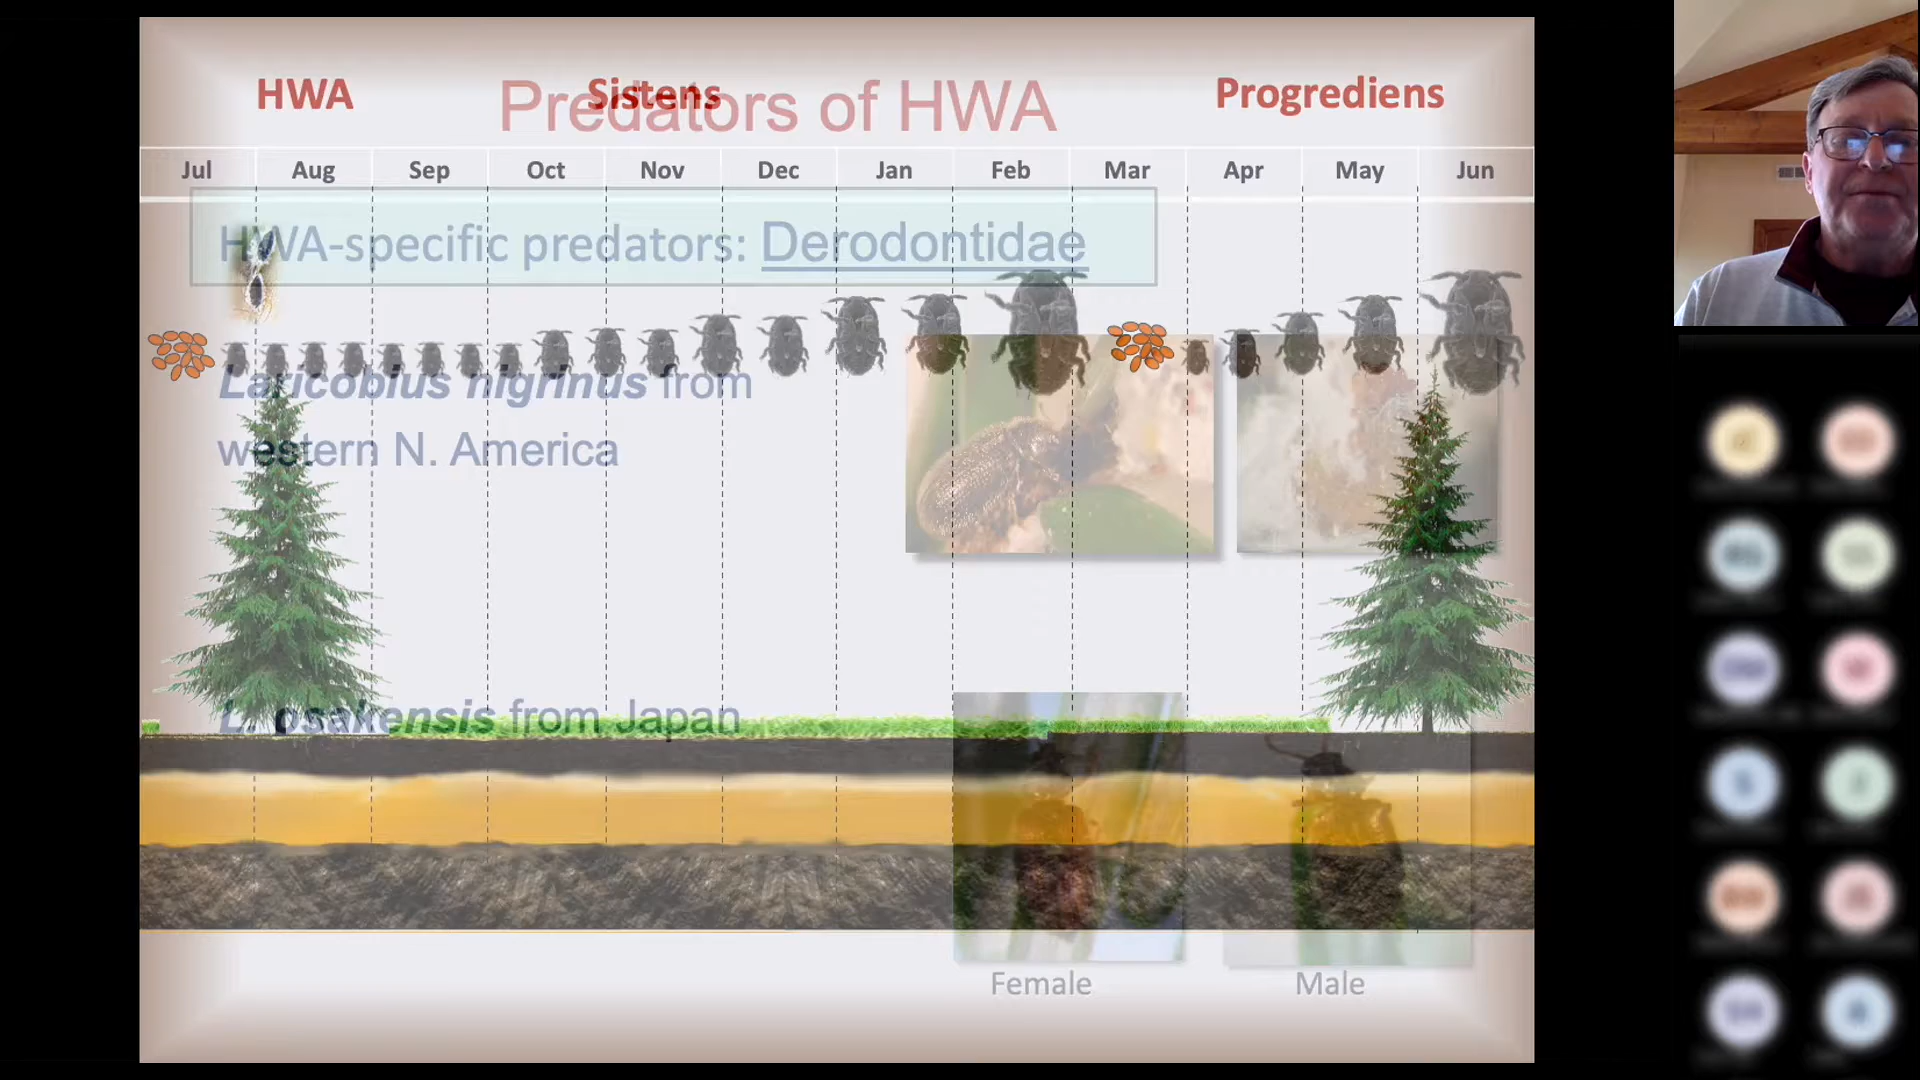 HWA Sistens Progrediens
Predators of HWA
Jul Aug Sep Oct Nov Dec Jan Feb Mar Apr May Jun
HWA-specific predators: Derodontidae
Laricobius nigrinus from
western N. America
L. osakensis from Japan
Female Male